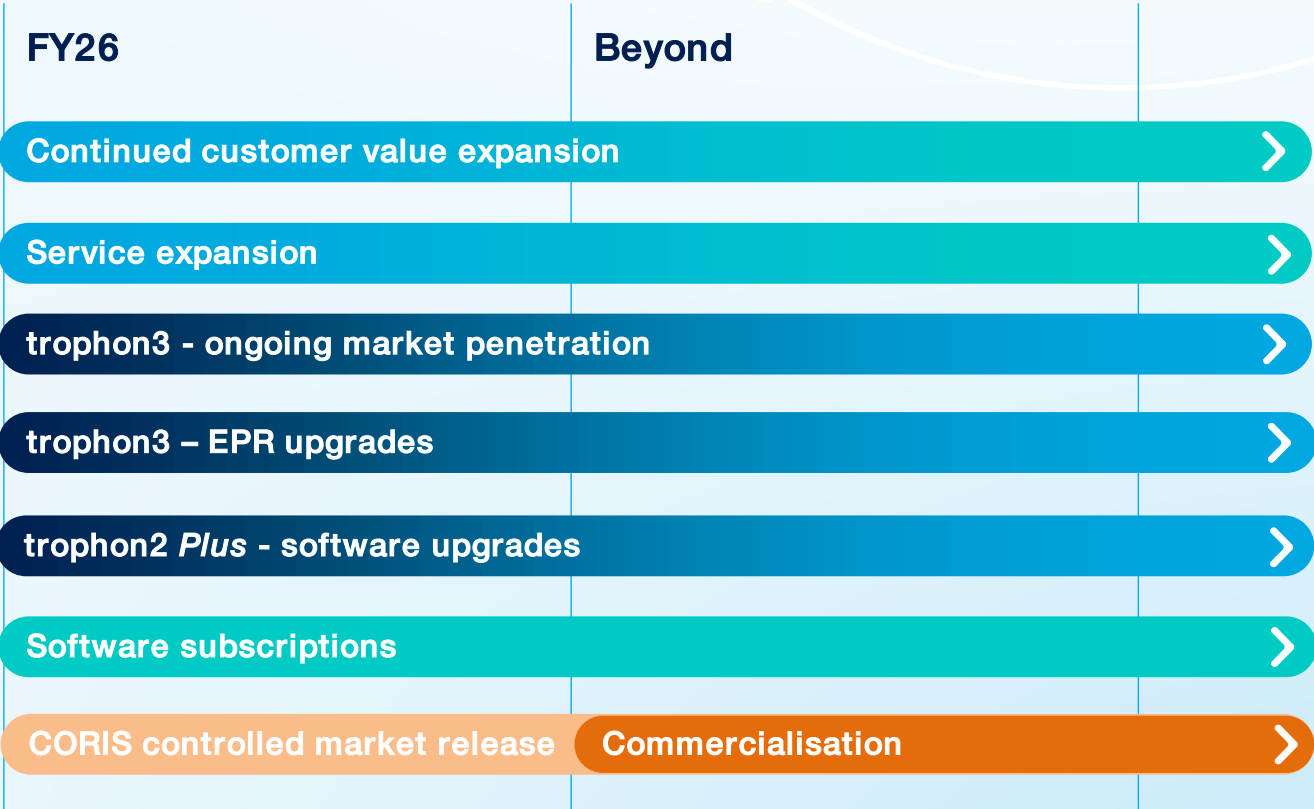 FY26
Beyond
Continued customer value expansion
Service expansion
trophon3 - ongoing market penetration
trophon3 – EPR upgrades
trophon2 Plus - software upgrades
Software subscriptions
CORIS controlled market release
Commercialisation